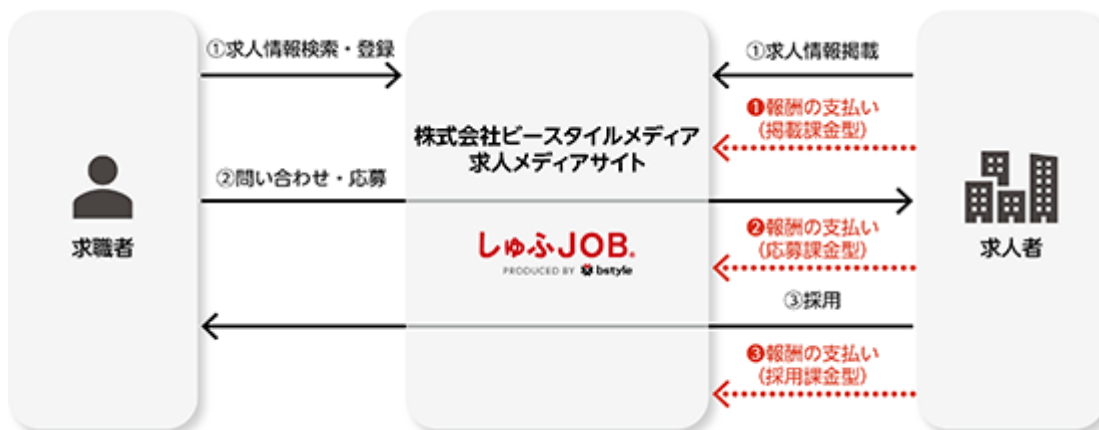 ①求人情報検索・登録
①求人情報掲載
❶報酬の支払い
(掲載課金型)
株式会社ビースタイルメディア
求人メディアサイト
②問い合わせ・応募
求職者
しゅふJOB®
PRODUCED BY bstyle
❷報酬の支払い
(応募課金型)
求人者
③採用
❸報酬の支払い
(採用課金型)